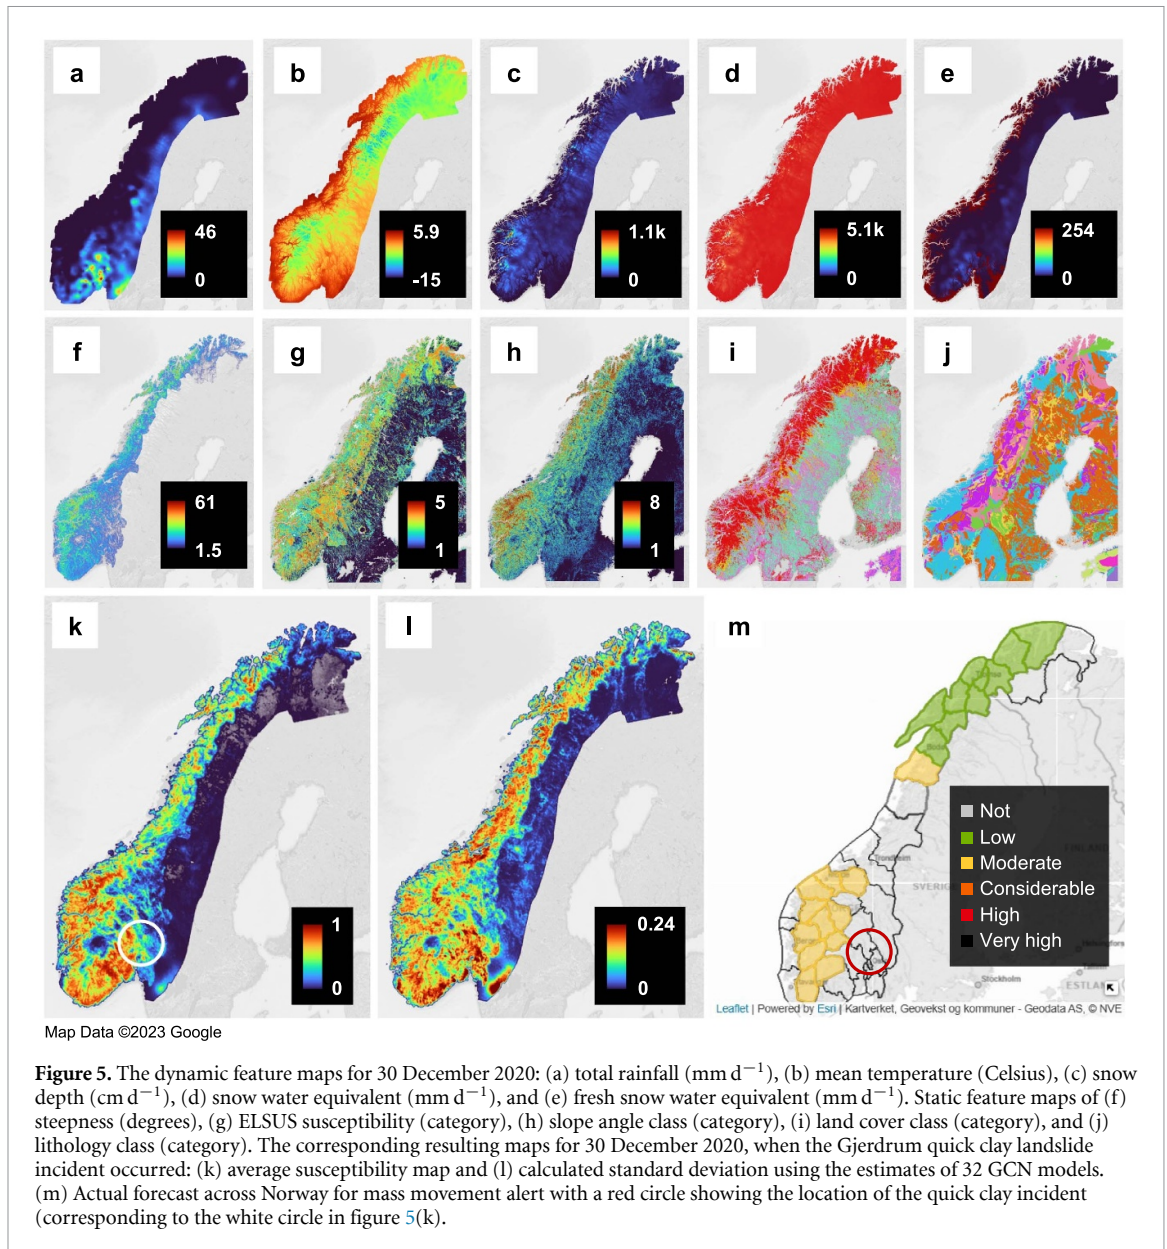 a
b
c
d
e
46
0
5.9
-15
1.1k
0
5.1k
0
254
0
f
g
h
i
j
61
1.5
5
1
8
1
k
l
m
1
0
0.24
0
Not
Low
Moderate
Considerable
High
Very high
Trondheim
Stockholm
Leaflet | Powered by Esri | Kartverket, Geovekst og kommuner - Geodata AS, © NVE
Map Data ©2023 Google
Figure 5. The dynamic feature maps for 30 December 2020: (a) total rainfall (mm d−1), (b) mean temperature (Celsius), (c) snow
depth (cm d−1), (d) snow water equivalent (mm d−1), and (e) fresh snow water equivalent (mm d−1). Static feature maps of (f)
steepness (degrees), (g) ELSUS susceptibility (category), (h) slope angle class (category), (i) land cover class (category), and (j)
lithology class (category). The corresponding resulting maps for 30 December 2020, when the Gjerdrum quick clay landslide
incident occurred: (k) average susceptibility map and (l) calculated standard deviation using the estimates of 32 GCN models.
(m) Actual forecast across Norway for mass movement alert with a red circle showing the location of the quick clay incident
(corresponding to the white circle in figure 5(k).